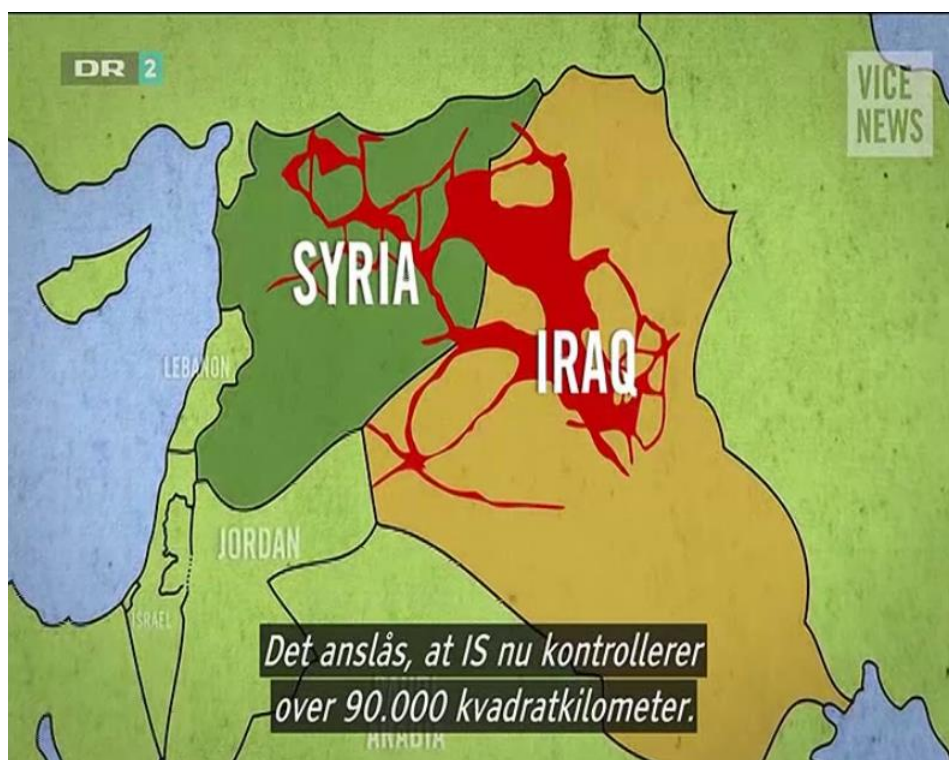 DR 2
VICE
NEWS
SYRIA
IRAQ
LEBANON
JORDAN
ISRAEL
Det anslås, at IS nu kontrollerer
over 90.000 kvadratkilometer.
ARABIA